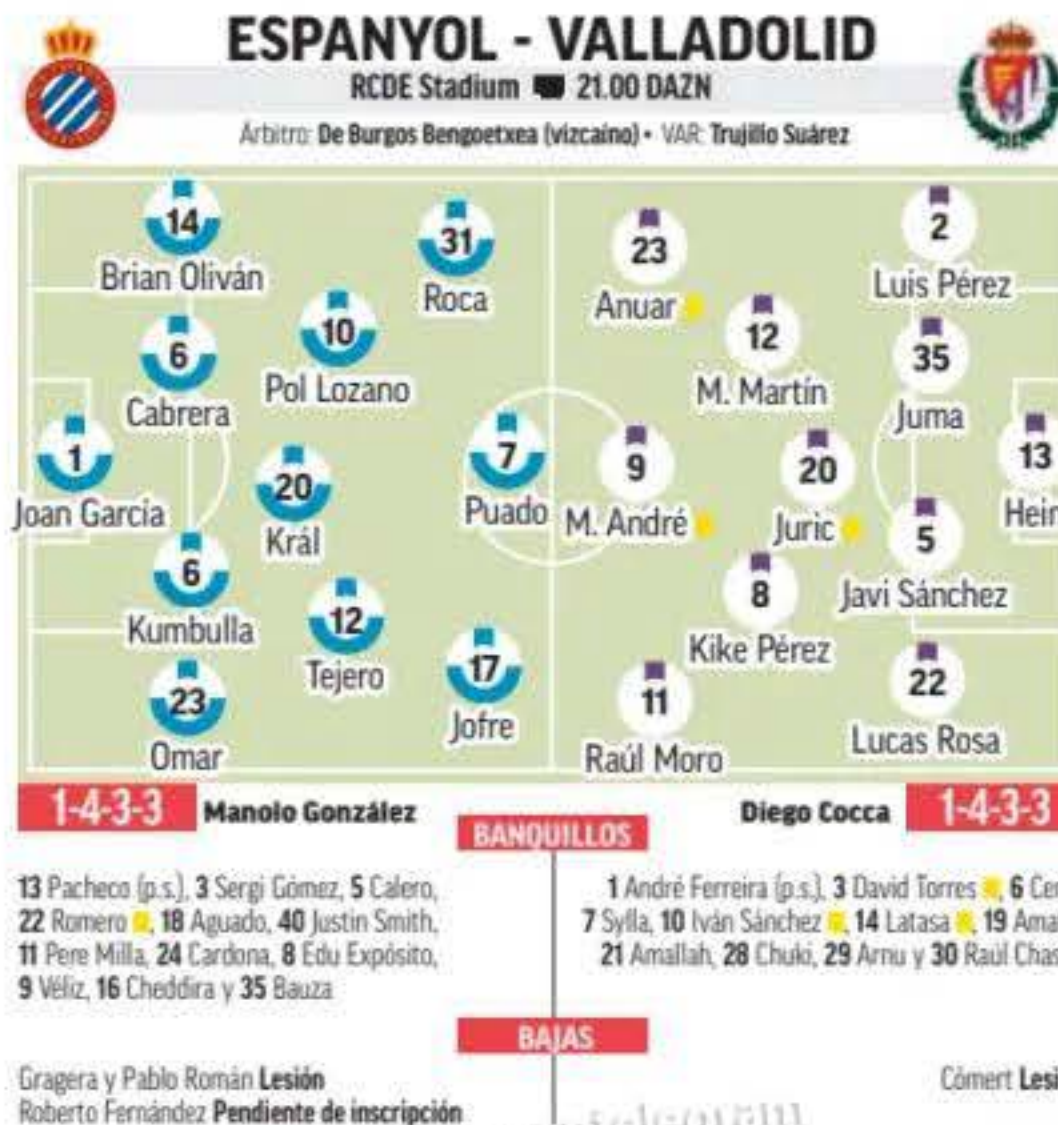 ESPANYOL - VALLADOLID
RCDE Stadium 21.00 DAZN
Árbitro: De Burgos Bengoetxea (vizcaíno) • VAR: Trujillo Suárez
14
Brian Oliván
31
Roca
23
Anuar
2
Luis Pérez
10
Pol Lozano
12
M. Martín
6
Cabrera
35
Juma
1
Joan García
7
Puado
9
M. André
20
Juric
13
20
Král
5
Javi Sánchez
6
Kumbulla
12
Tejero
8
Kike Pérez
17
Jofre
11
Raúl Moro
22
Lucas Rosa
23
Omar
1-4-3-3 Manolo González
Diego Cocca 1-4-3-3
BANQUILLOS
13 Pacheco (p.s.), 3 Sergi Gómez, 5 Calero,
22 Romero, 18 Aguado, 40 Justin Smith,
11 Pere Milla, 24 Cardona, 8 Edu Expósito,
9 Véliz, 16 Cheddira y 35 Bauza
1 André Ferreira (p.s.), 3 David Torres, 6
7 Sylla, 10 Iván Sánchez, 14 Latasa, 19
21 Amallah, 28 Chuki, 29 Arnu y 30 Raúl
BAJAS
Gragera y Pablo Román Lesión
Roberto Fernández Pendiente de inscripción
Cömert